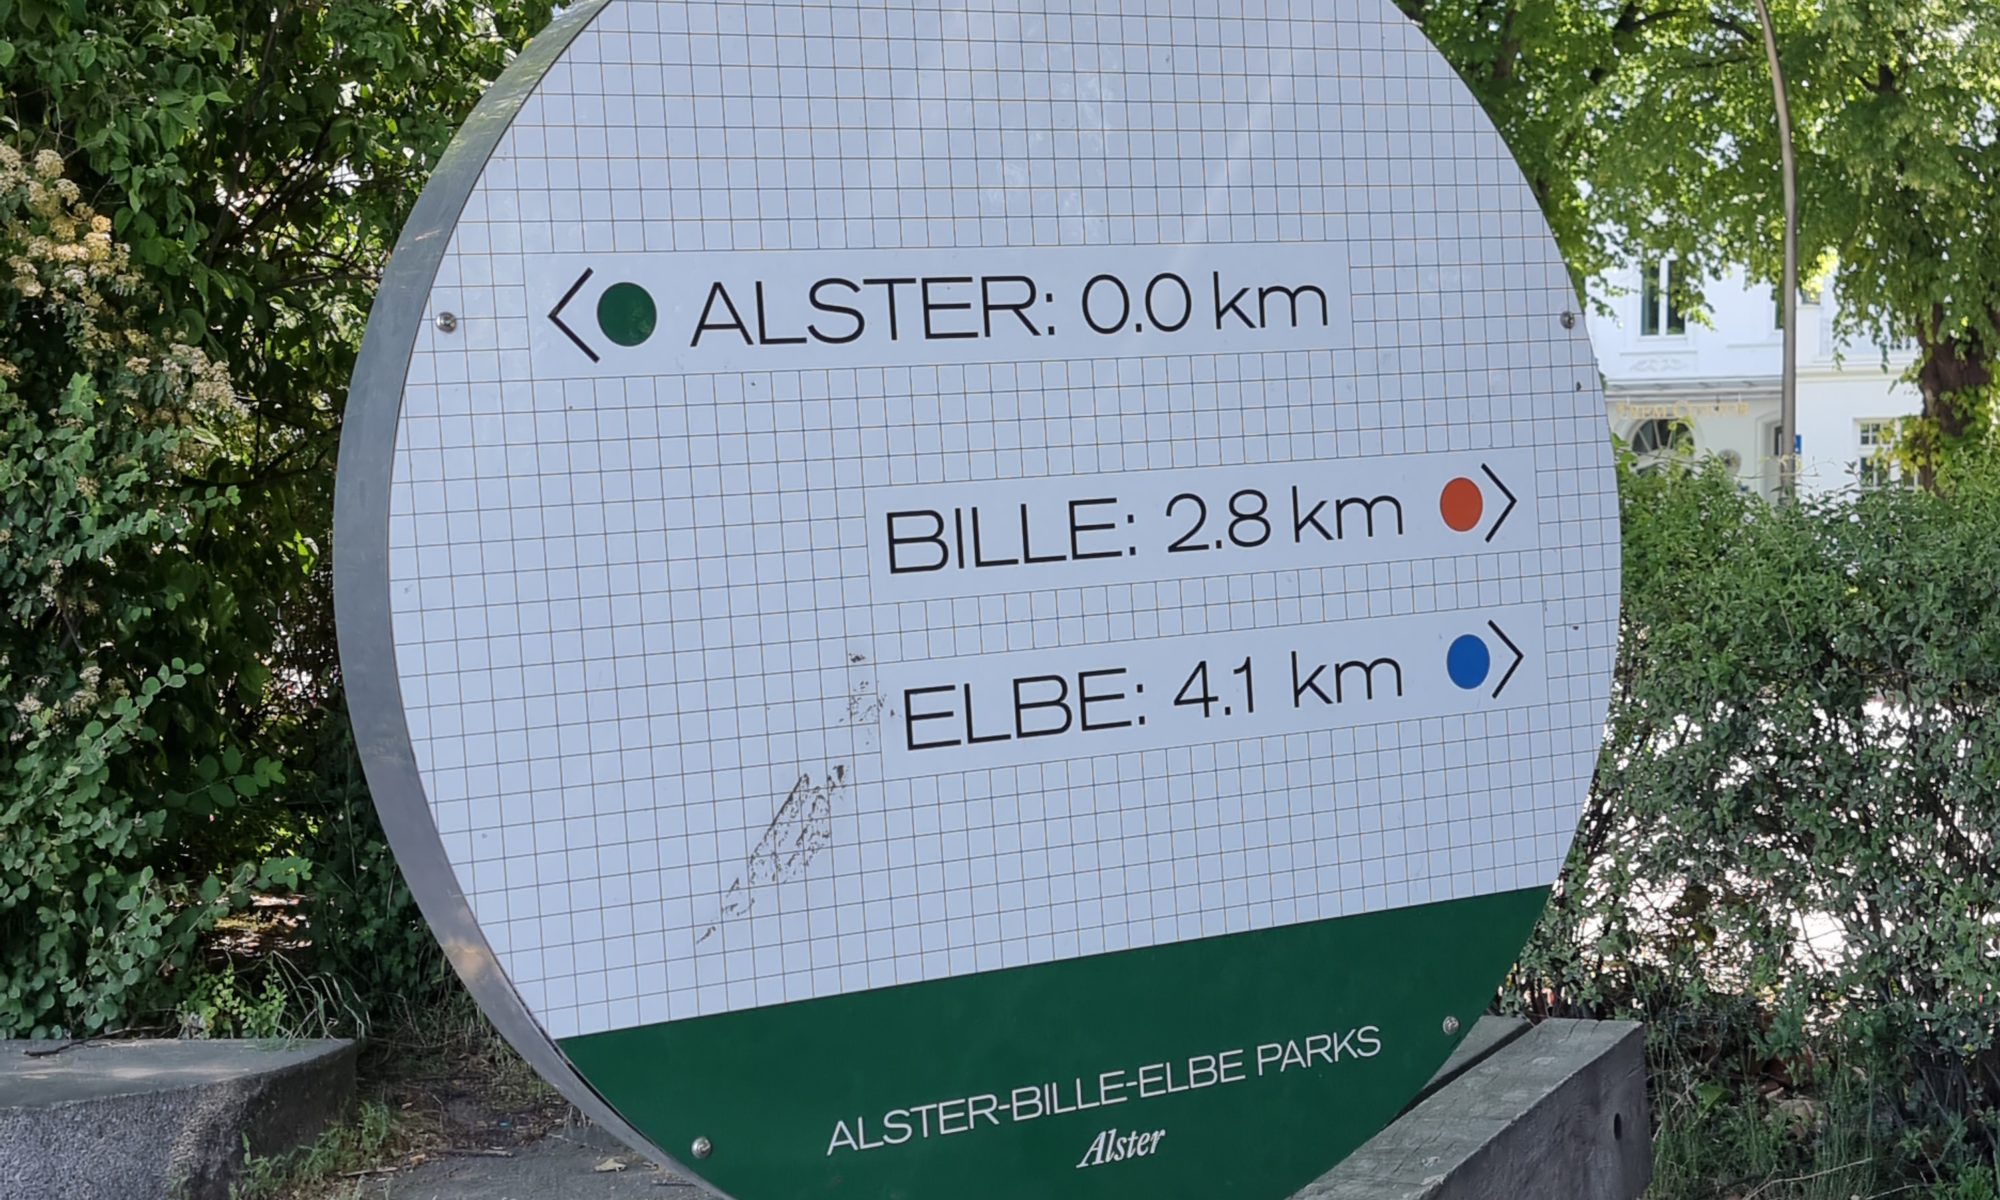 ALSTER: 0.0 km
BILLE: 2.8 km
ELBE: 4.1 km
ALSTER-BILLE-ELBE PARKS
Alster